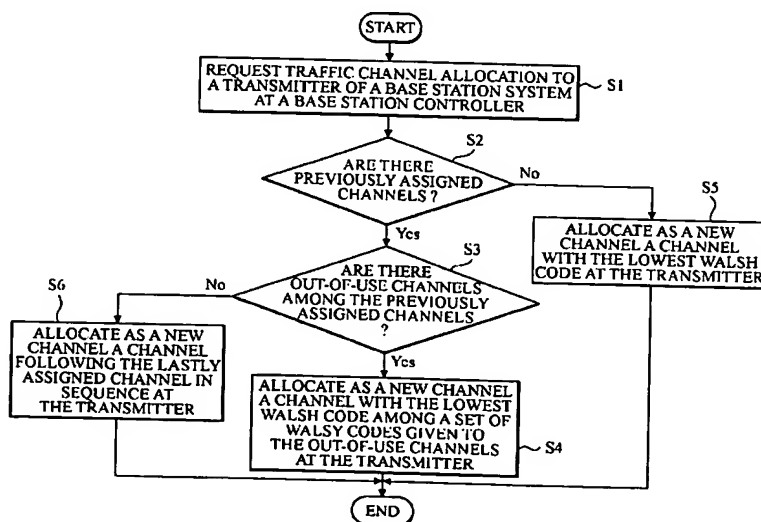 START
REQUEST TRAFFIC CHANNEL ALLOCATION TO
A TRANSMITTER OF A BASE STATION SYSTEM
AT A BASE STATION CONTROLLER
S1
S2
ARE THERE
PREVIOUSLY ASSIGNED
CHANNELS ?
No
Yes
S5
ALLOCATE AS A NEW
CHANNEL A CHANNEL
WITH THE LOWEST WALSH
CODE AT THE TRANSMITTER
S3
ARE THERE
OUT-OF-USE CHANNELS
AMONG THE PREVIOUSLY
ASSIGNED CHANNELS
?
No
Yes
S6
ALLOCATE AS A NEW
CHANNEL A CHANNEL
FOLLOWING THE LASTLY
ASSIGNED CHANNEL IN
SEQUENCE AT
THE TRANSMITTER
ALLOCATE AS A NEW CHANNEL
A CHANNEL WITH THE LOWEST
WALSH CODE AMONG A SET OF
WALSY CODES GIVEN TO
THE OUT-OF-USE CHANNELS
AT THE TRANSMITTER
S4
END